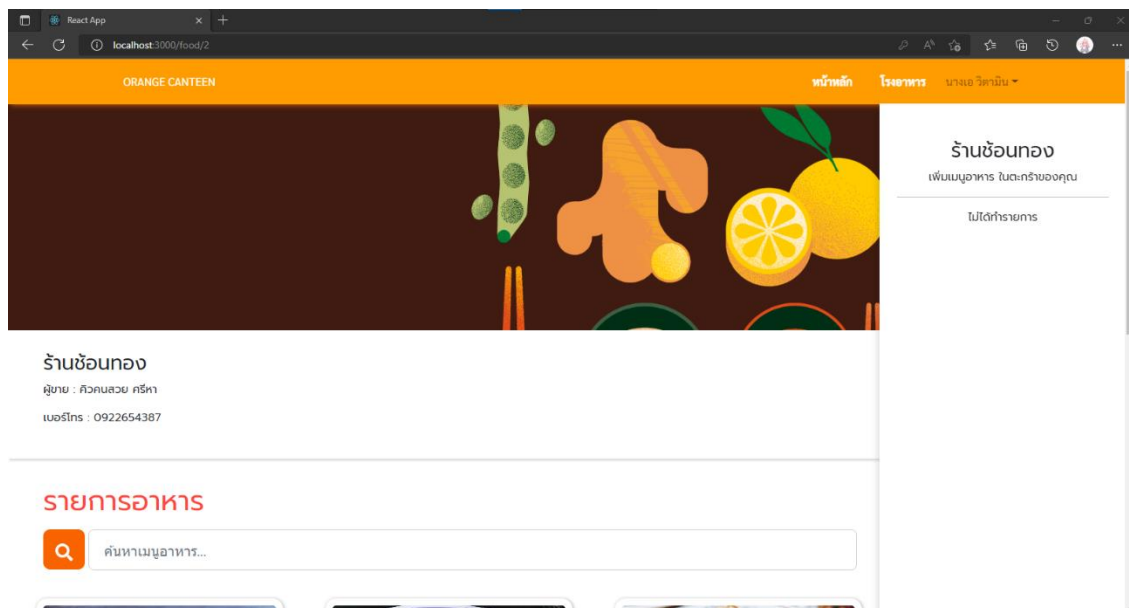 React App
localhost:3000/food/2
ORANGE CANTEEN
หน้าหลัก
โรงอาหาร
นางเอ วิตามิน
ร้านช้อนทอง
เพิ่มเมนูอาหาร ในตะกร้าของคุณ
ไม่ได้ทำรายการ
ร้านช้อนทอง
ผู้ขาย : คิวคนสวย ศรีหา
เบอร์โทร : 0922654387
รายการอาหาร
ค้นหาเมนูอาหาร...